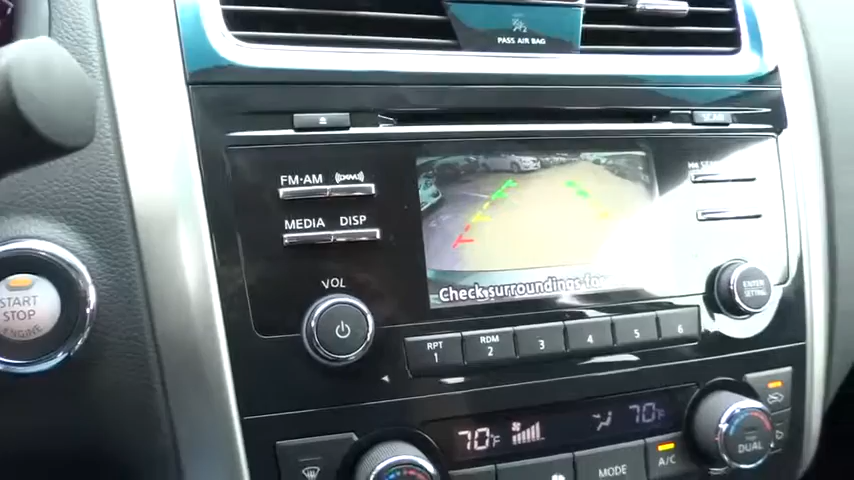 PASS AIR BAG
SCAN
FM·AM
MEDIA
DISP
VOL
Check surroundings for
ENTER
SETTING
RPT
1
RDM
2
3
4
5
6
START
STOP
ENGINE
70°F
70°F
MODE
A/C
DUAL